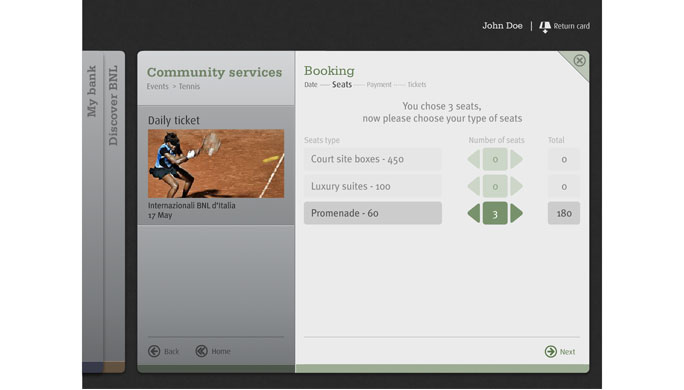 John Doe | Return card
My bank
Discover BNL
Community services
Events > Tennis
Daily ticket
Internazionali BNL d'Italia
17 May
Back
Home
Booking
Date Seats Payment Tickets
You chose 3 seats,
now please choose your type of seats
Seats type Number of seats Total
Court site boxes - 450 0 0
Luxury suites - 100 0 0
Promenade - 60 3 180
Next